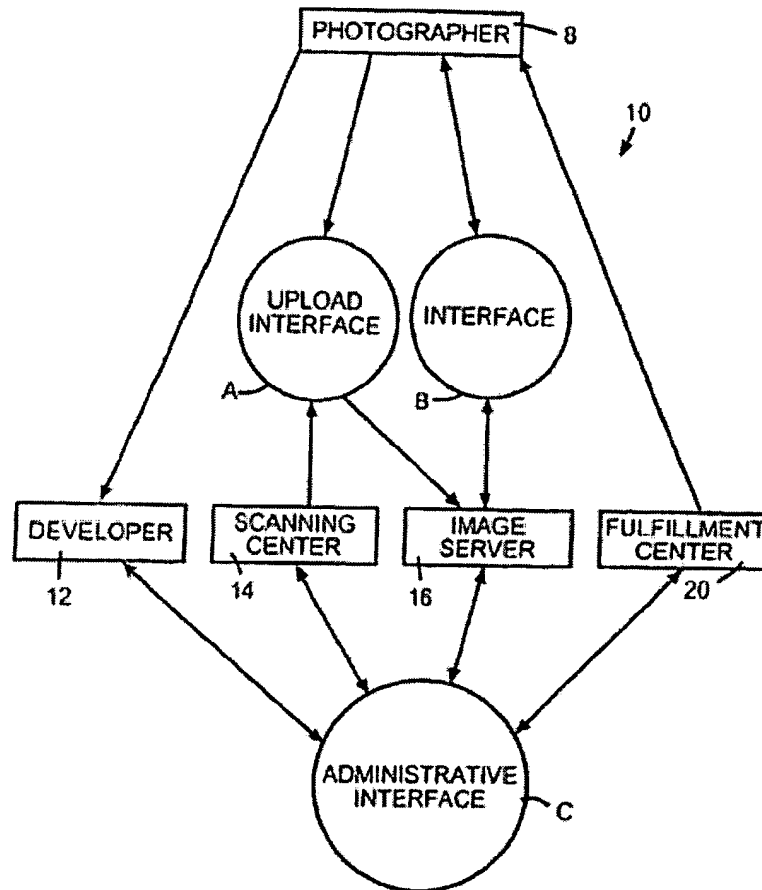 PHOTOGRAPHER
8
10
UPLOAD
INTERFACE
INTERFACE
A
B
DEVELOPER
SCANNING
CENTER
IMAGE
SERVER
FULFILLMENT
CENTER
12
14
16
20
ADMINISTRATIVE
INTERFACE
C